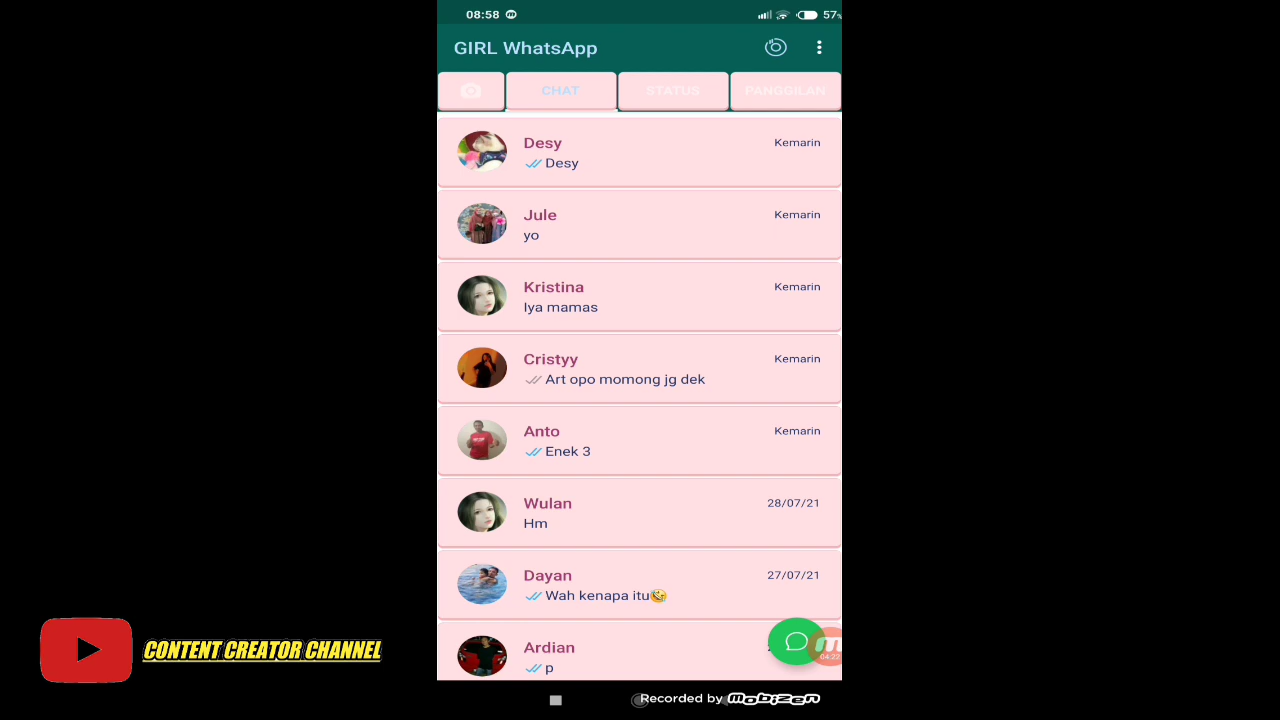 08:58
57%
GIRL WhatsApp
CHAT
STATUS
PANGGILAN
Desy
Kemarin
Desy
Jule
Kemarin
yo
Kristina
Kemarin
Iya mamas
Cristyy
Kemarin
Art opo momong jg dek
Anto
Kemarin
Enek 3
Wulan
28/07/21
Hm
Dayan
27/07/21
Wah kenapa itu🤣
Ardian
p
04:22
CONTENT CREATOR CHANNEL
Recorded by mobizen